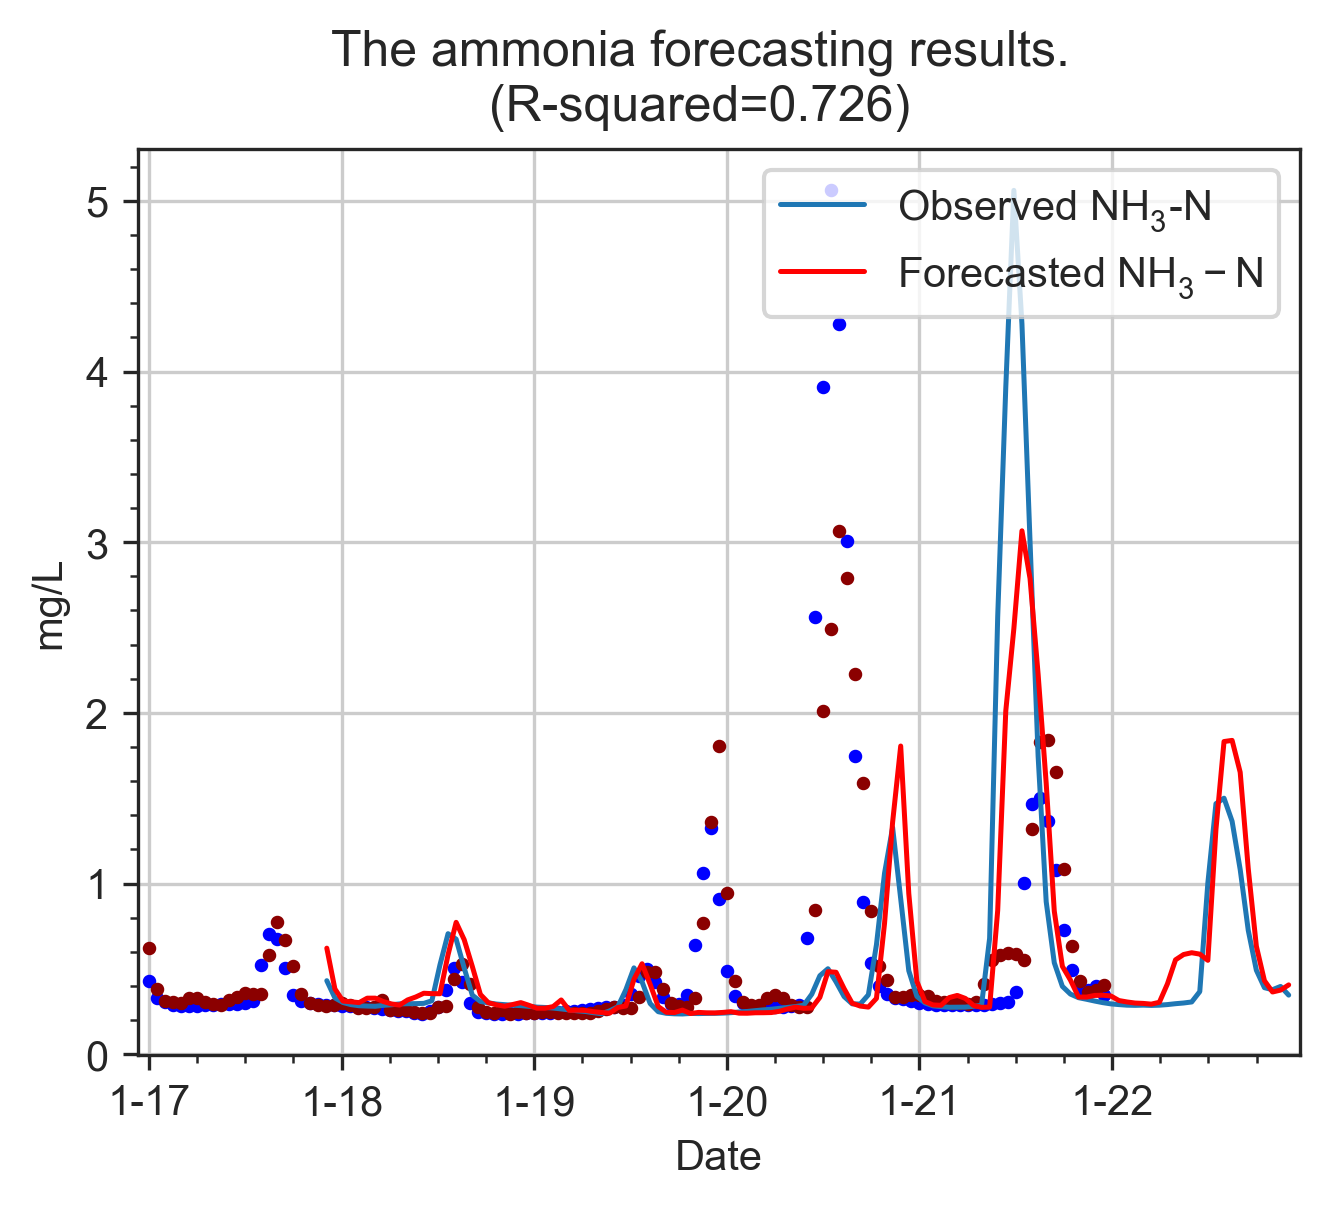 The ammonia forecasting results.
(R-squared=0.726)
Observed NH₃-N
Forecasted NH₃ − N
5
4
3
2
1
0
mg/L
1-17 1-18 1-19 1-20 1-21 1-22
Date